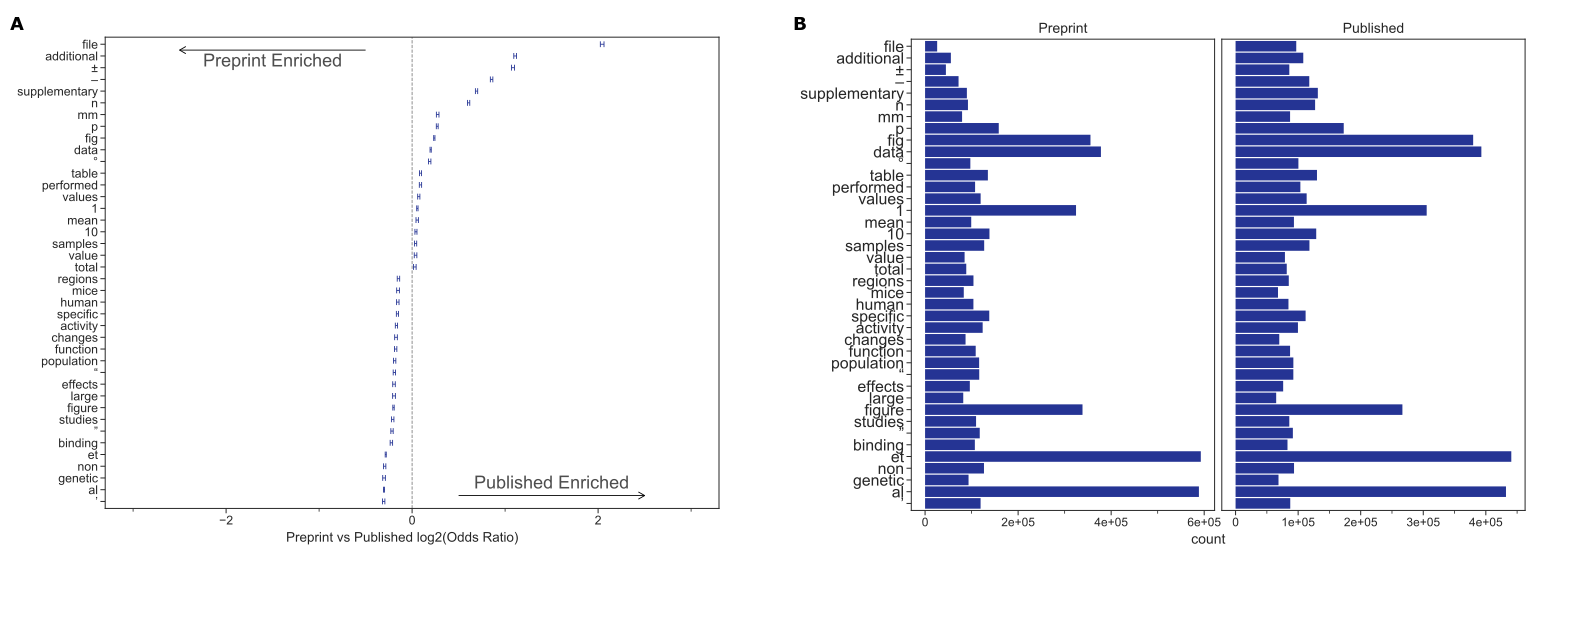 A
file
additional
±
–
supplementary
n
mm
p
fig
data
°
table
performed
values
1
mean
10
samples
value
total
regions
mice
human
specific
activity
changes
function
population
“
effects
large
figure
studies
”
binding
et
non
genetic
al
’
Preprint Enriched
Published Enriched
−2
0
2
Preprint vs Published log2(Odds Ratio)
B
Preprint
Published
file
additional
±
–
supplementary
n
mm
p
fig
data
°
table
performed
values
1
mean
10
samples
value
total
regions
mice
human
specific
activity
changes
function
population
“
effects
large
figure
studies
”
binding
et
non
genetic
al
’
0
2e+05
4e+05
6e+05
0
1e+05
2e+05
3e+05
4e+05
count